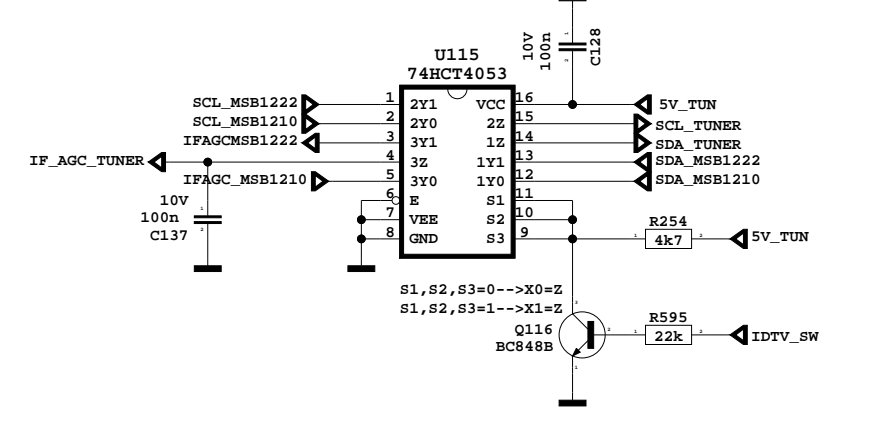 10V
100n
C128
U115
74HCT4053
SCL_MSB1222 1 2Y1 VCC 16 5V_TUN
SCL_MSB1210 2 2Y0 2Z 15 SCL_TUNER
IFAGCMSB1222 3 3Y1 1Z 14 SDA_TUNER
IF_AGC_TUNER 4 3Z 1Y1 13 SDA_MSB1222
IFAGC_MSB1210 5 3Y0 1Y0 12 SDA_MSB1210
6 E S1 11
7 VEE S2 10
8 GND S3 9
10V
100n
C137
R254
4k7
5V_TUN
S1,S2,S3=0-->X0=Z
S1,S2,S3=1-->X1=Z
Q116
BC848B
R595
22k
IDTV_SW